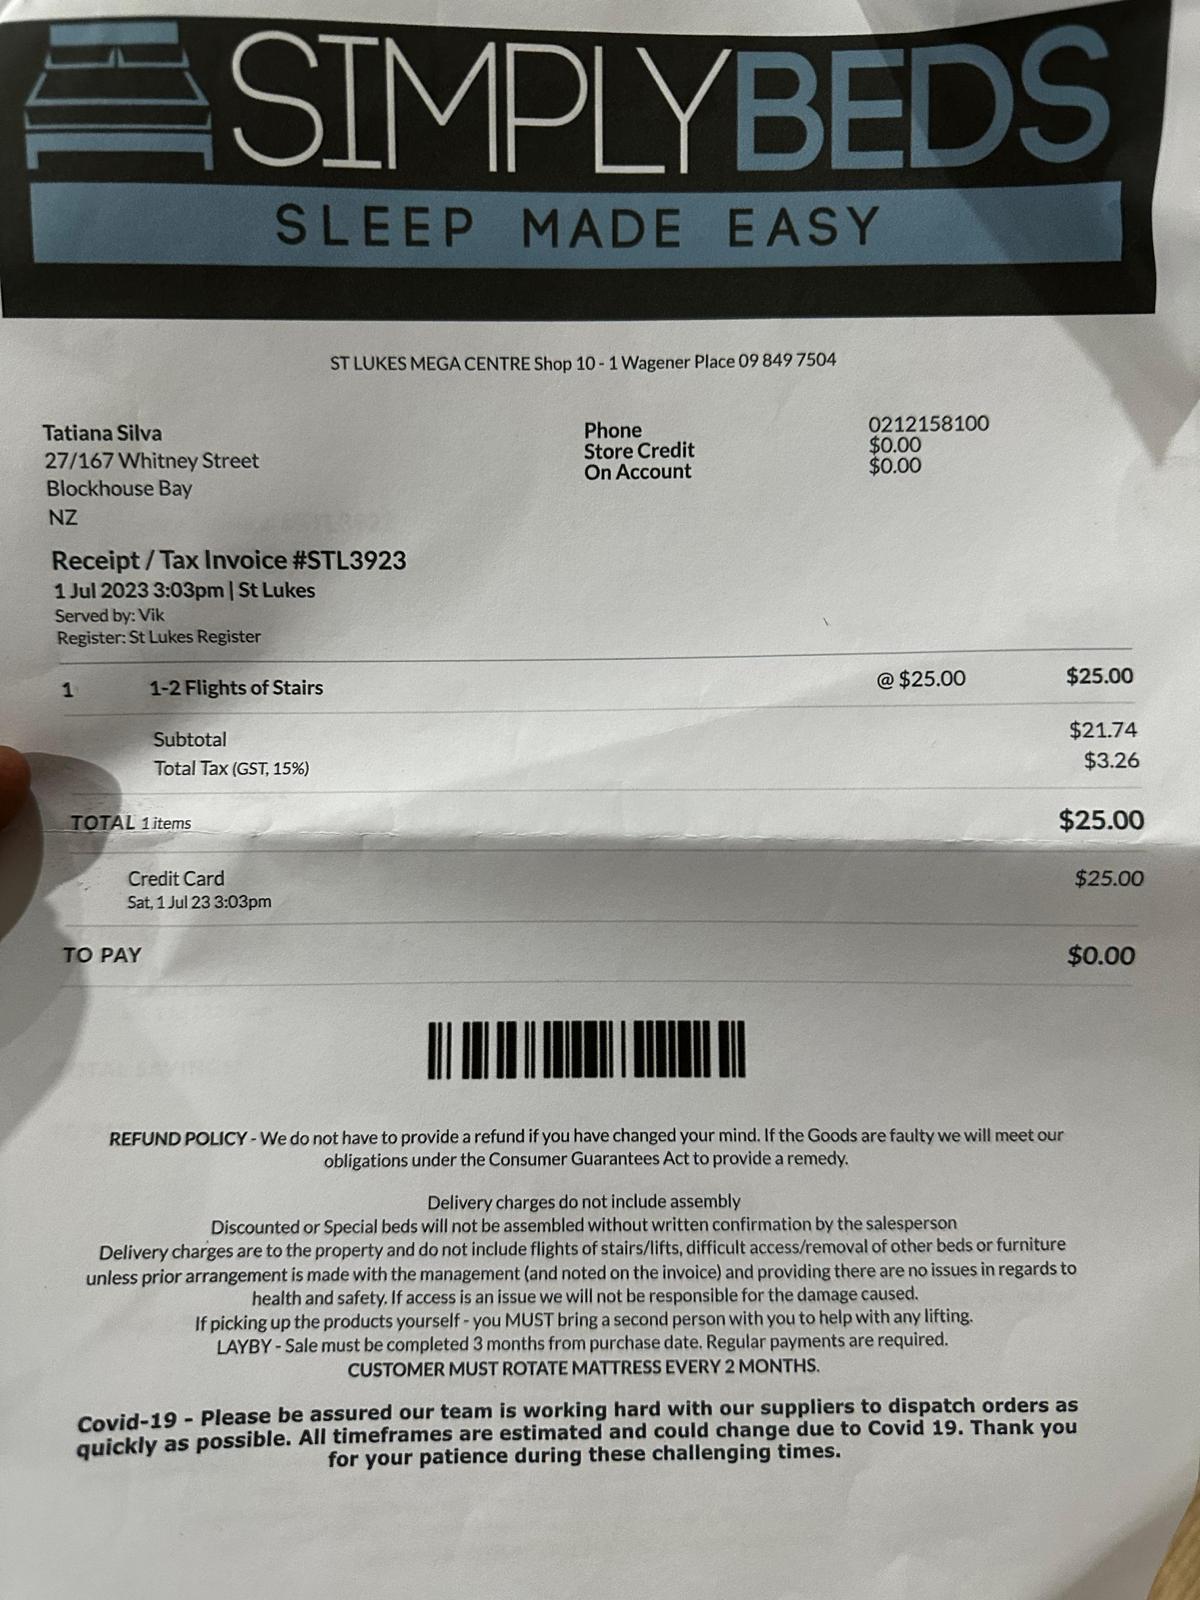 SIMPLYBEDS
SLEEP MADE EASY
ST LUKES MEGA CENTRE Shop 10 - 1 Wagener Place 09 849 7504
Tatiana Silva
27/167 Whitney Street
Blockhouse Bay
NZ
Phone 0212158100
Store Credit $0.00
On Account $0.00
Receipt / Tax Invoice #STL3923
1 Jul 2023 3:03pm | St Lukes
Served by: Vik
Register: St Lukes Register
1 1-2 Flights of Stairs @ $25.00 $25.00
Subtotal $21.74
Total Tax (GST, 15%) $3.26
TOTAL 1 items $25.00
Credit Card $25.00
Sat, 1 Jul 23 3:03pm
TO PAY $0.00
REFUND POLICY - We do not have to provide a refund if you have changed your mind. If the Goods are faulty we will meet our
obligations under the Consumer Guarantees Act to provide a remedy.
Delivery charges do not include assembly
Discounted or Special beds will not be assembled without written confirmation by the salesperson
Delivery charges are to the property and do not include flights of stairs/lifts, difficult access/removal of other beds or furniture
unless prior arrangement is made with the management (and noted on the invoice) and providing there are no issues in regards to
health and safety. If access is an issue we will not be responsible for the damage caused.
If picking up the products yourself - you MUST bring a second person with you to help with any lifting.
LAYBY - Sale must be completed 3 months from purchase date. Regular payments are required.
CUSTOMER MUST ROTATE MATTRESS EVERY 2 MONTHS.
Covid-19 - Please be assured our team is working hard with our suppliers to dispatch orders as
quickly as possible. All timeframes are estimated and could change due to Covid 19. Thank you
for your patience during these challenging times.